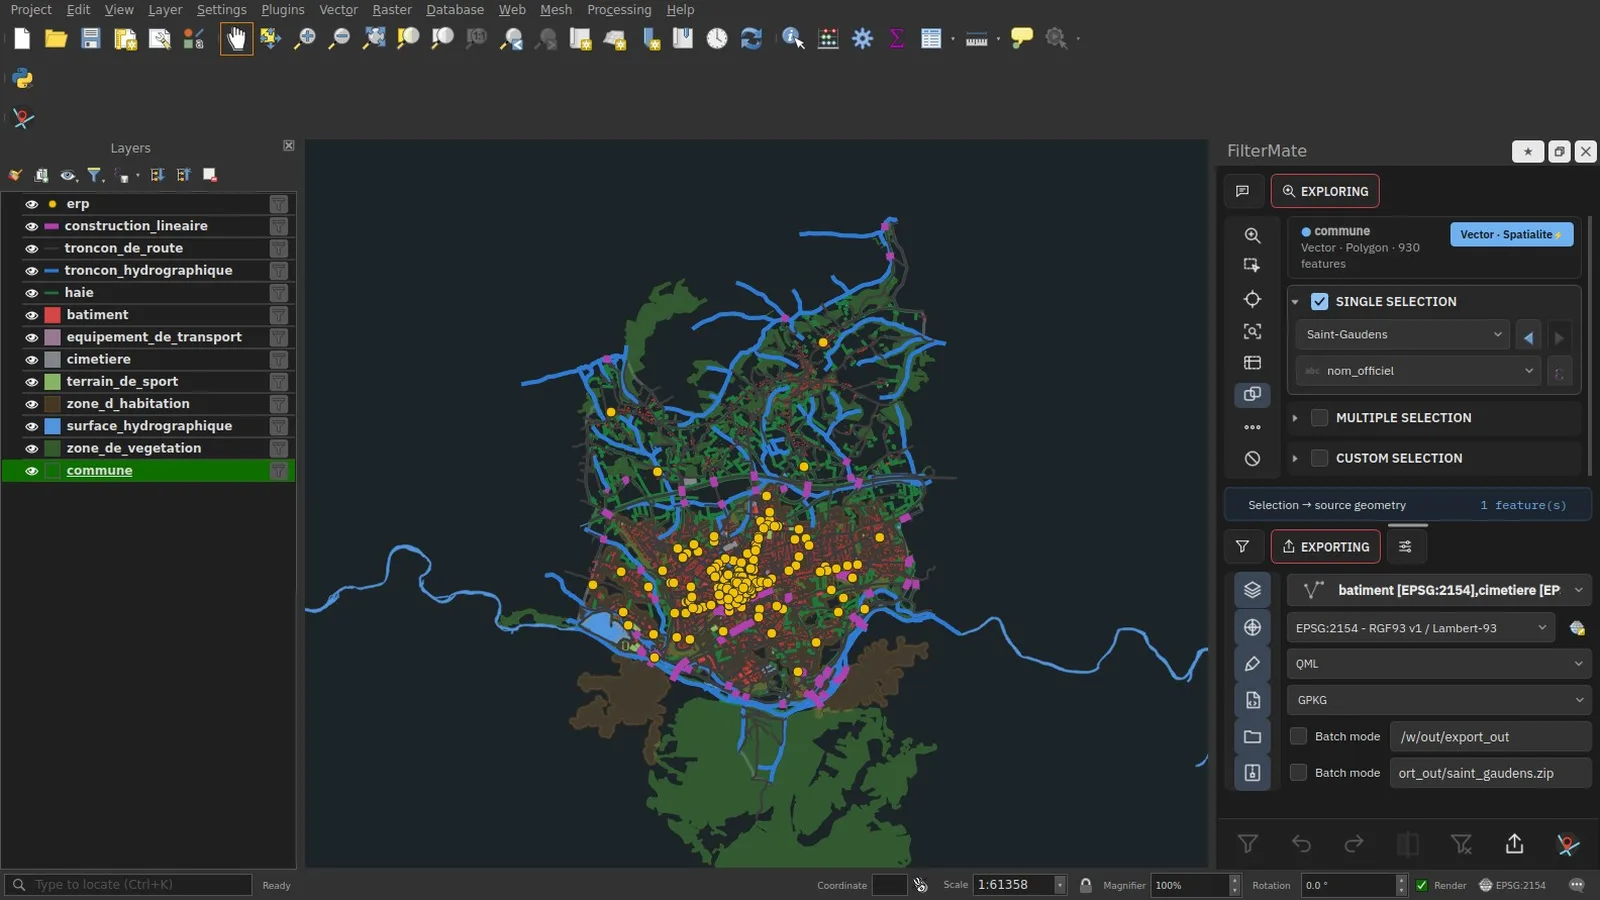 Project Edit View Layer Settings Plugins Vector Raster Database Web Mesh Processing Help
Layers
erp
construction_lineaire
troncon_de_route
troncon_hydrographique
haie
batiment
equipement_de_transport
cimetiere
terrain_de_sport
zone_d_habitation
surface_hydrographique
zone_de_vegetation
commune
FilterMate
EXPLORING
commune
Vector · Polygon · 930
features
Vector · Spatialite⚡
SINGLE SELECTION
Saint-Gaudens
abc nom_officiel
MULTIPLE SELECTION
CUSTOM SELECTION
Selection → source geometry 1 feature(s)
EXPORTING
batiment [EPSG:2154],cimetiere [EP
EPSG:2154 - RGF93 v1 / Lambert-93
QML
GPKG
Batch mode /w/out/export_out
Batch mode ort_out/saint_gaudens.zip
Type to locate (Ctrl+K) Ready Coordinate Scale 1:61358 Magnifier 100% Rotation 0.0 ° Render EPSG:2154